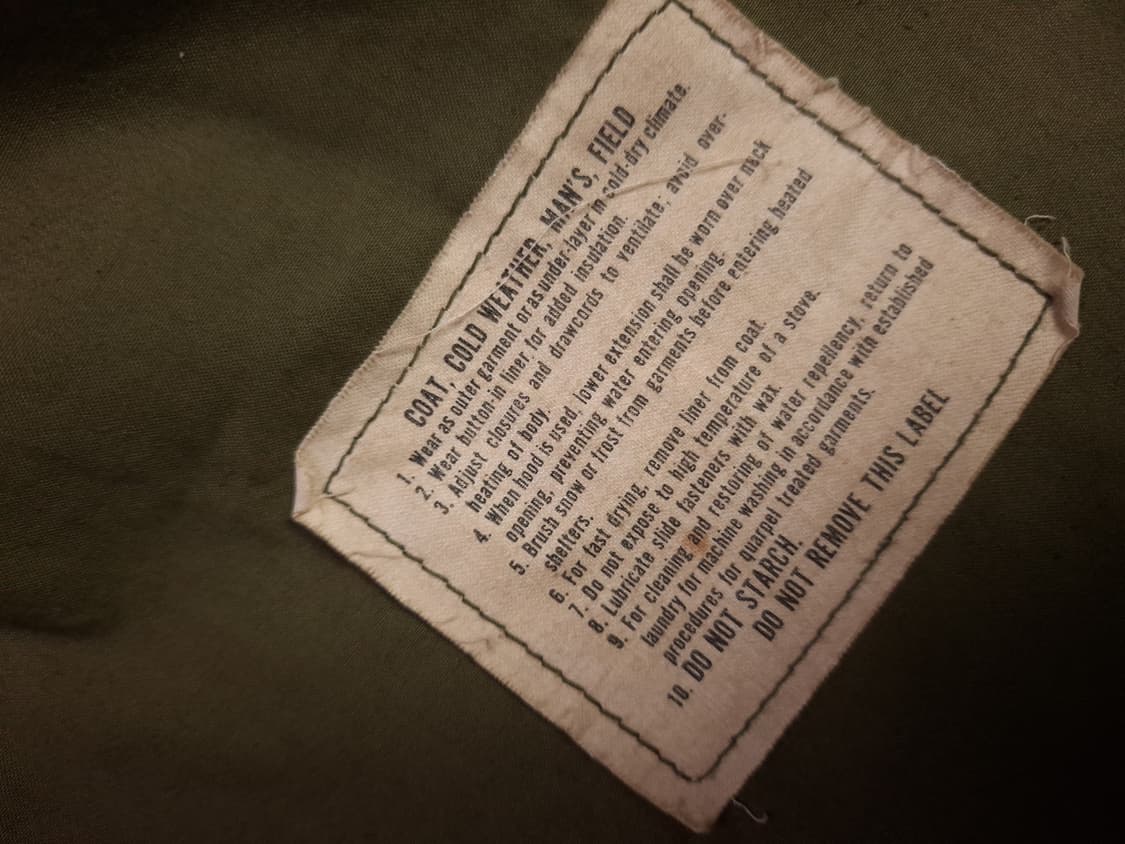 COAT, COLD WEATHER, MAN'S, FIELD
1. Wear as outer garment or as under-layer in cold-dry climate.
2. Wear button-in liner for added insulation.
3. Adjust closures and drawcords to ventilate; avoid over-
heating of body.
4. When hood is used, lower extension shall be worn over neck
opening, preventing water entering opening.
5. Brush snow or frost from garments before entering heated
shelters.
6. For fast drying, remove liner from coat.
7. Do not expose to high temperature of a stove.
8. Lubricate slide fasteners with wax.
9. For cleaning and restoring of water repellency, return to
laundry for machine washing in accordance with established
procedures for quarpel treated garments.
10. DO NOT STARCH.
DO NOT REMOVE THIS LABEL